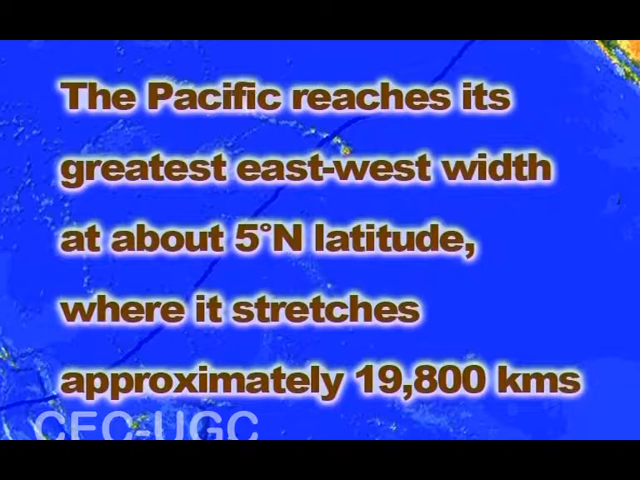 The Pacific reaches its
greatest east-west width
at about 5°N latitude,
where it stretches
approximately 19,800 kms
CEC-UGC